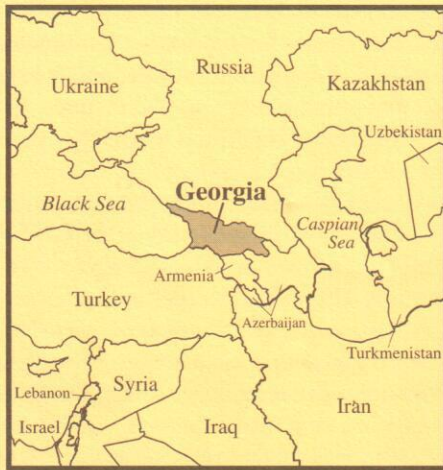 Ukraine
Russia
Kazakhstan
Uzbekistan
Georgia
Black Sea
Caspian
Sea
Armenia
Azerbaijan
Turkey
Turkmenistan
Lebanon
Syria
Israel
Iraq
Iran